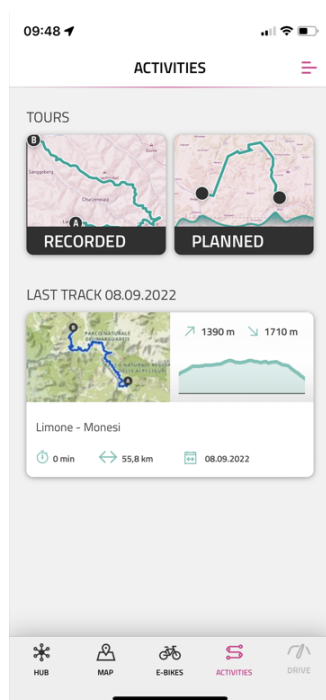 09:48
ACTIVITIES
TOURS
B
A
RECORDED
PLANNED
LAST TRACK 08.09.2022
PARCO NATURALE
1390 m
1710 m
Limone - Monesi
0 min
55,8 km
08.09.2022
HUB
MAP
E-BIKES
ACTIVITIES
DRIVE